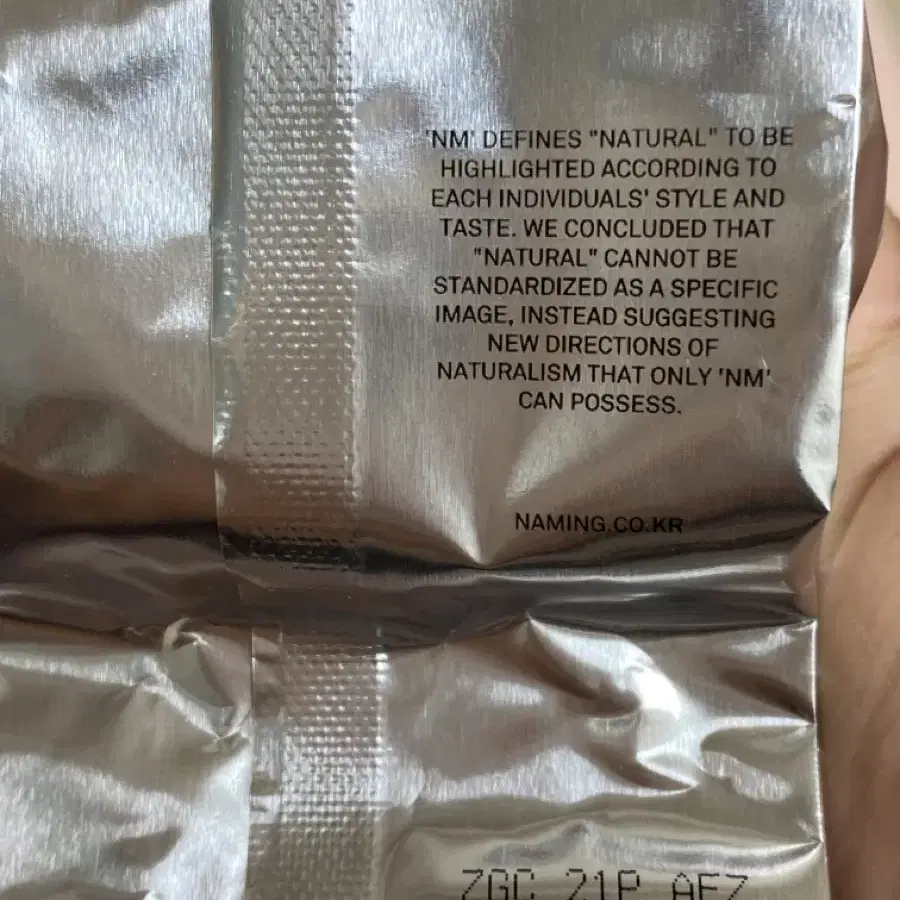 'NM' DEFINES "NATURAL" TO BE
HIGHLIGHTED ACCORDING TO
EACH INDIVIDUALS' STYLE AND
TASTE. WE CONCLUDED THAT
"NATURAL" CANNOT BE
STANDARDIZED AS A SPECIFIC
IMAGE, INSTEAD SUGGESTING
NEW DIRECTIONS OF
NATURALISM THAT ONLY 'NM'
CAN POSSESS.
NAMING.CO.KR